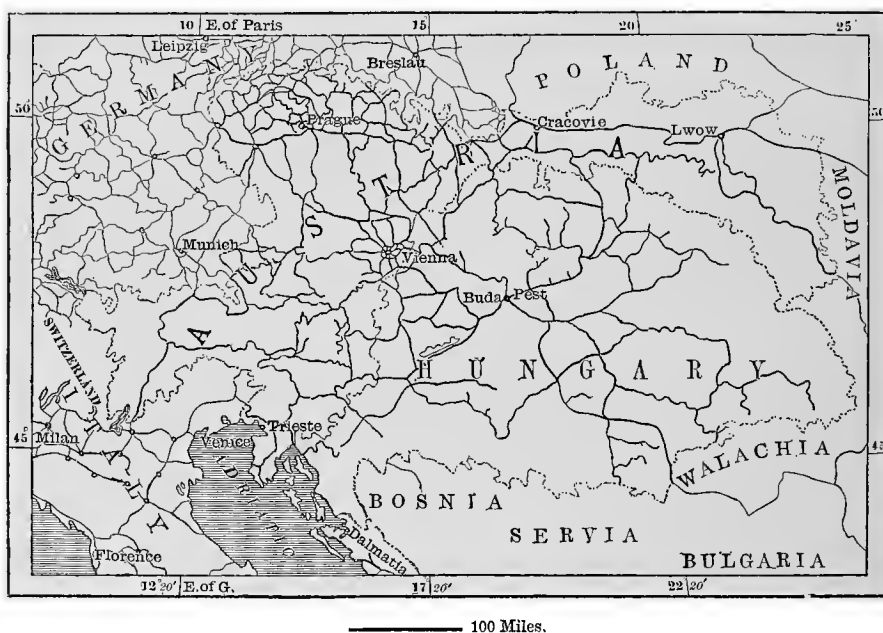 10 E. of Paris 15 20 25°
Leipzig
Breslau
POLAND
GERMANY
50 50
Prague
Cracovie
Lwow
AUSTRIA
MOLDAVIA
Munich
Vienna
Buda Pest
SWITZERLAND
HUNGARY
ITALY
45° 45
Milan
Venice
Trieste
WALACHIA
ADRIATIC
BOSNIA
Dalmatia
SERVIA
Florence
BULGARIA
12°20' E. of G. 17 20' 22 20'
100 Miles.